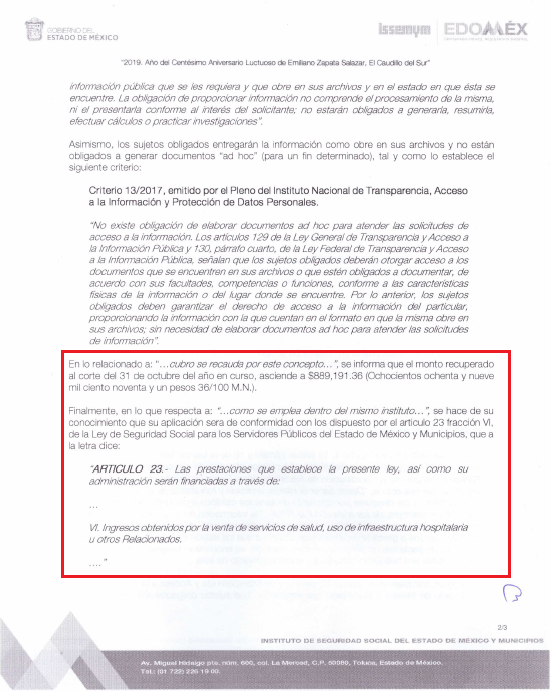 GOBIERNO DEL
ESTADO DE MÉXICO
issemym
EDOMÉX
"2019. Año del Centésimo Aniversario Luctuoso de Emiliano Zapata Salazar, El Caudillo del Sur"
información pública que se les requiera y que obre en sus archivos y en el estado en que ésta se
encuentre. La obligación de proporcionar información no comprende el procesamiento de la misma,
ni el presentarla conforme al interés del solicitante; no estarán obligados a generarla, resumirla,
efectuar cálculos o practicar investigaciones".
Asimismo, los sujetos obligados entregarán la información como obre en sus archivos y no están
obligados a generar documentos "ad hoc" (para un fin determinado), tal y como lo establece el
siguiente criterio:
Criterio 13/2017, emitido por el Pleno del Instituto Nacional de Transparencia, Acceso
a la Información y Protección de Datos Personales.
"No existe obligación de elaborar documentos ad hoc para atender las solicitudes de
acceso a la información. Los artículos 129 de la Ley General de Transparencia y Acceso a
la Información Pública y 130, párrafo cuarto, de la Ley Federal de Transparencia y Acceso
a la Información Pública, señalan que los sujetos obligados deberán otorgar acceso a los
documentos que se encuentren en sus archivos o que estén obligados a documentar, de
acuerdo con sus facultades, competencias o funciones, conforme a las características
físicas de la información o del lugar donde se encuentre. Por lo anterior, los sujetos
obligados deben garantizar el derecho de acceso a la información del particular,
proporcionando la información con la que cuentan en el formato en que la misma obre en
sus archivos; sin necesidad de elaborar documentos ad hoc para atender las solicitudes
de información".
En lo relacionado a: "...cubro se recauda por este concepto...", se informa que el monto recuperado
al corte del 31 de octubre del año en curso, asciende a $889,191.36 (Ochocientos ochenta y nueve
mil ciento noventa y un pesos 36/100 M.N.).
Finalmente, en lo que respecta a: "...como se emplea dentro del mismo instituto...", se hace de su
conocimiento que su aplicación sera de conformidad con los dispuesto por el articulo 23 fracción VI,
de la Ley de Seguridad Social para los Servidores Públicos del Estado de México y Municipios, que a
la letra dice:
"ARTICULO 23.- Las prestaciones que establece la presente ley, así como su
administración serán financiadas a través de:
...
VI. Ingresos obtenidos por la venta de servicios de salud, uso de infraestructura hospitalaria
u otros Relacionados.
...."
2/3
INSTITUTO DE SEGURIDAD SOCIAL DEL ESTADO DE MÉXICO Y MUNICIPIOS
Av. Miguel Hidalgo pte. núm. 600, col. La Merced, C.P. 50080, Toluca, Estado de México.
Tel.: (01 722) 226 19 00.